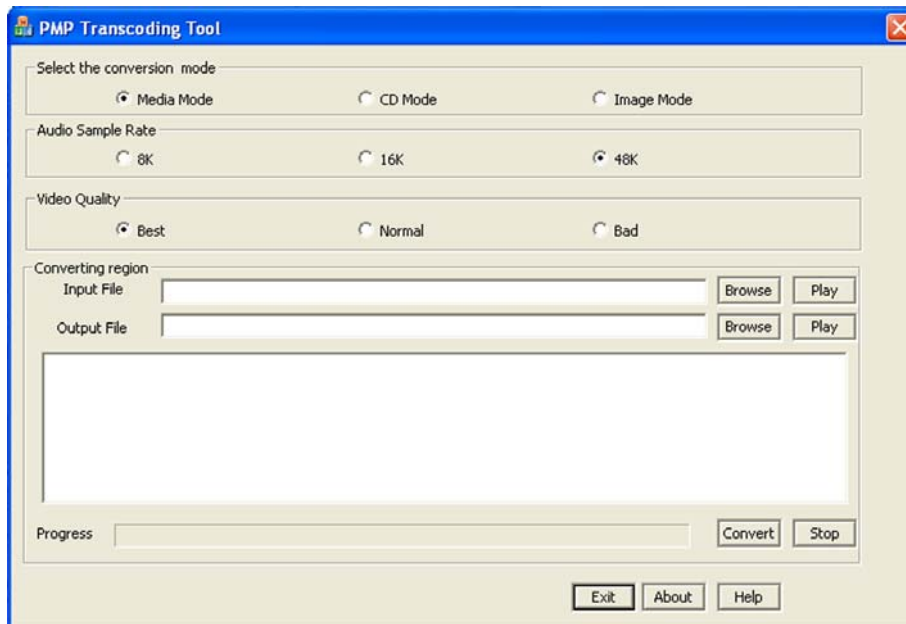 PMP Transcoding Tool
Select the conversion mode
Media Mode CD Mode Image Mode
Audio Sample Rate
8K 16K 48K
Video Quality
Best Normal Bad
Converting region
Input File Browse Play
Output File Browse Play
Progress Convert Stop
Exit About Help